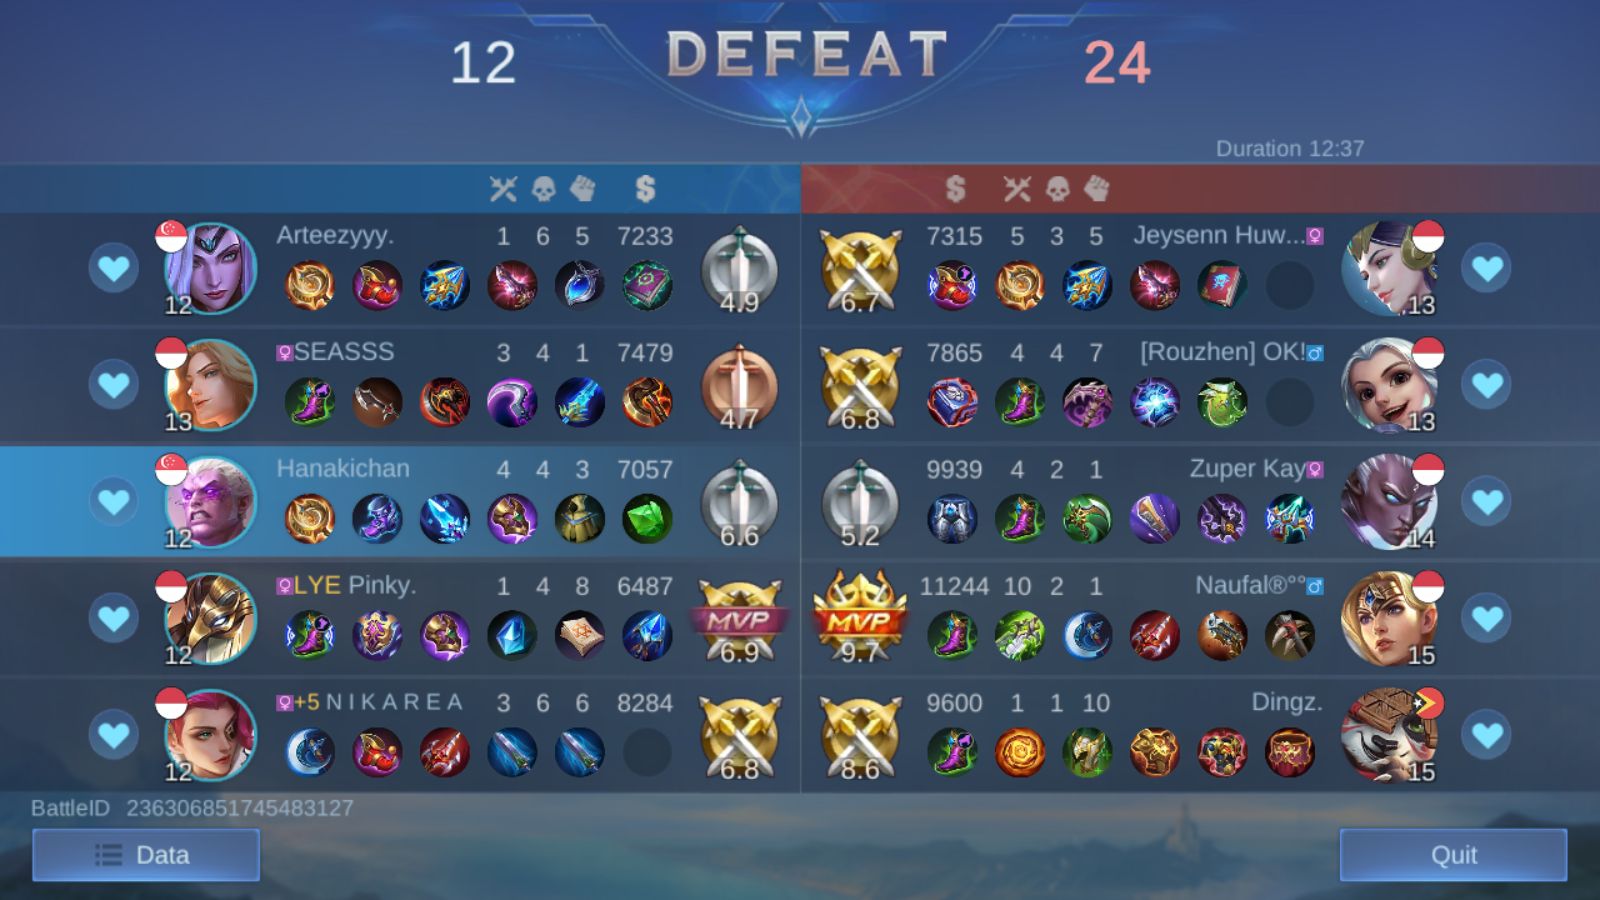 12 DEFEAT 24
Duration 12:37
Arteezyyy. 1 6 5 7233
12 4.9
7315 5 3 5 Jeysenn Huw...♀
6.7 13
♀SEASSS 3 4 1 7479
13 4.7
7865 4 4 7 [Rouzhen] OK!♂
6.8 13
Hanakichan 4 4 3 7057
12 6.6
9939 4 2 1 Zuper Kay♀
5.2 14
♀LYE Pinky. 1 4 8 6487
MVP
12 6.9
11244 10 2 1 Naufal®°°♂
MVP
9.7 15
♀+5 N I K A R E A 3 6 6 8284
12 6.8
9600 1 1 10 Dingz.
8.6 15
BattleID 236306851745483127
Data
Quit